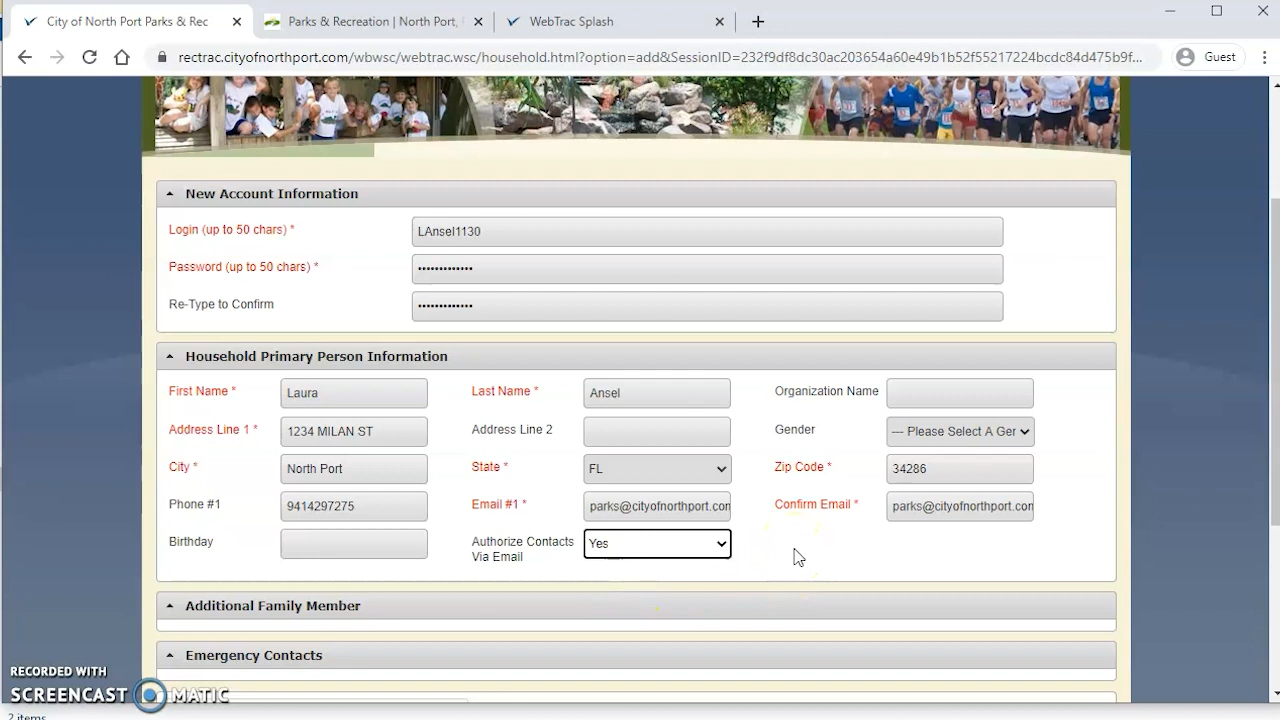 City of North Port Parks & Rec
Parks & Recreation | North Port,
WebTrac Splash
rectrac.cityofnorthport.com/wbwsc/webtrac.wsc/household.html?option=add&SessionID=
Guest
New Account Information
Login (up to 50 chars) *
LAnsel1130
Password (up to 50 chars) *
•••••••••••••
Re-Type to Confirm
•••••••••••••
Household Primary Person Information
First Name * Laura Last Name * Ansel Organization Name
Address Line 1 * 1234 MILAN ST Address Line 2 Gender --- Please Select A Ger
City * North Port State * FL Zip Code * 34286
Phone #1 9414297275 Email #1 * parks@cityofnorthport.con Confirm Email * parks@cityofnorthport.con
Birthday Authorize Contacts Via Email Yes
Additional Family Member
Emergency Contacts
RECORDED WITH
SCREENCAST MATIC
2 items